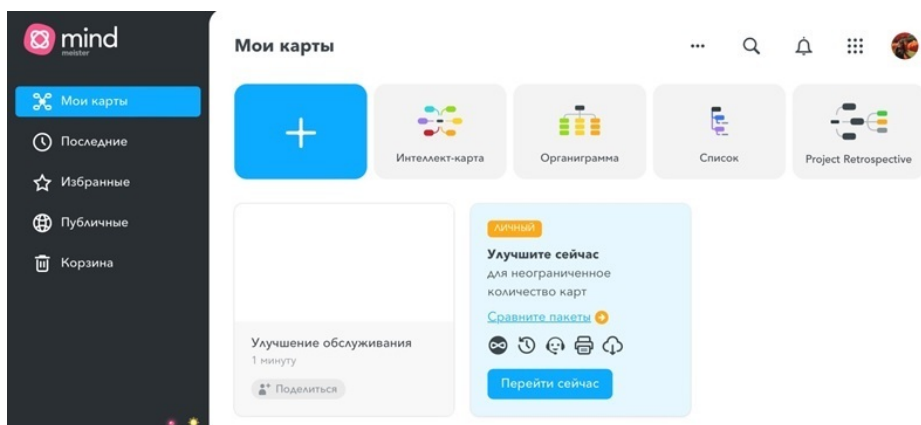 mind
meister
Мои карты
Последние
Избранные
Публичные
Корзина
Мои карты
Интеллект-карта
Органиграмма
Список
Project Retrospective
Улучшение обслуживания
1 минуту
Поделиться
ЛИЧНЫЙ
Улучшите сейчас
для неограниченное
количество карт
Сравните пакеты
Перейти сейчас